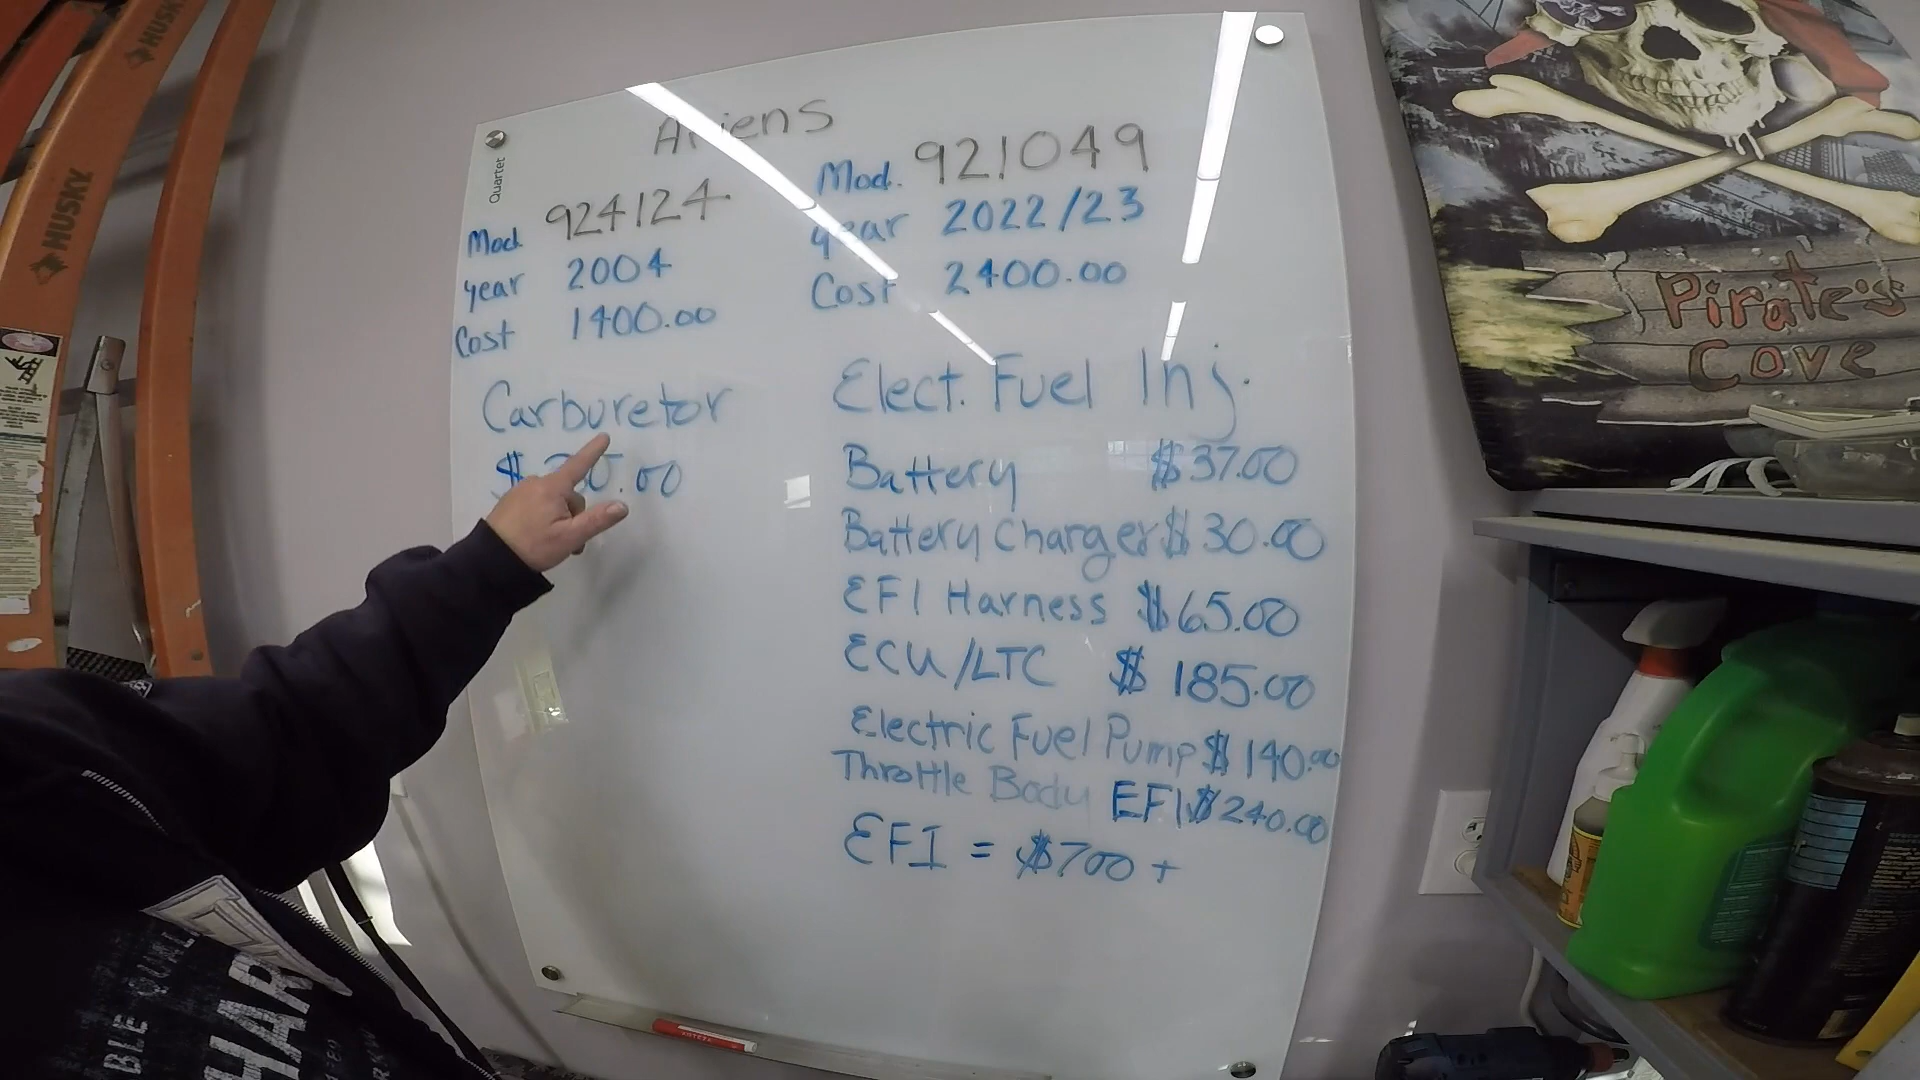 HUSKY
HUSKY
Quartet
Ariens
Mod 924124
year 2004
Cost 1400.00
Carburetor
Mod. 921049
year 2022/23
Cost 2400.00
Elect. Fuel Inj.
Battery $37.00
Battery Charger $30.00
EFI Harness $65.00
ECU/LTC $185.00
Electric Fuel Pump $140.00
Throttle Body EFI $240.00
EFI = $700+
Pirate's
Cove